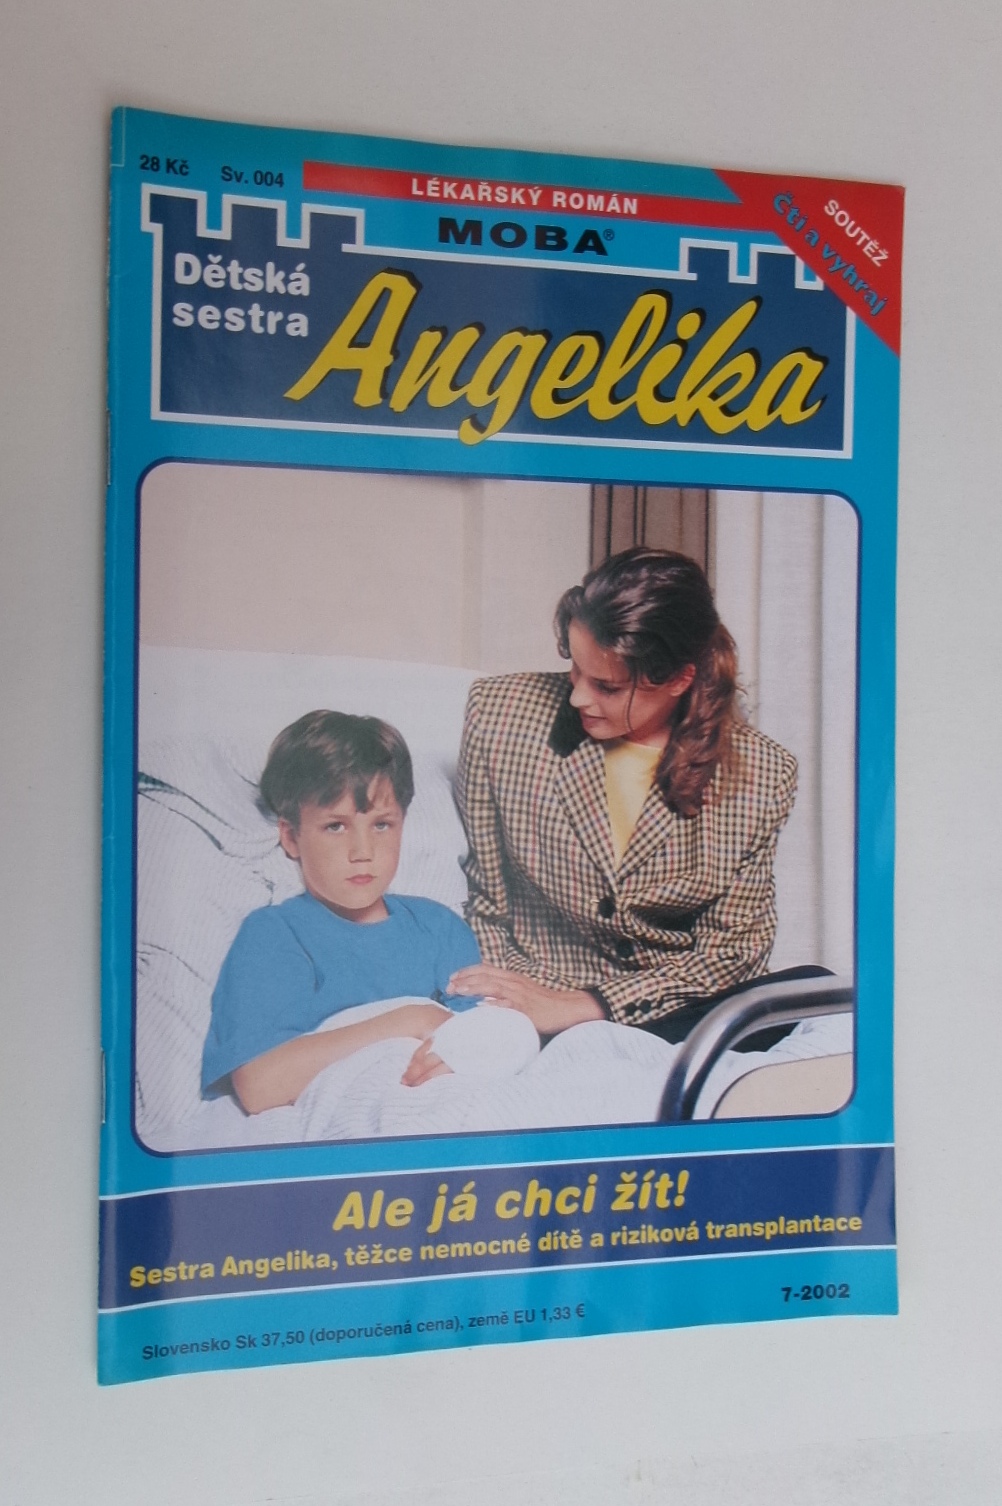 28 Kč Sv. 004
LÉKAŘSKÝ ROMÁN
SOUTĚŽ
Čti a vyhraj
MOBA®
Dětská
sestra
Angelika
Ale já chci žít!
Sestra Angelika, těžce nemocné dítě a riziková transplantace
7-2002
Slovensko Sk 37,50 (doporučená cena), země EU 1,33 €